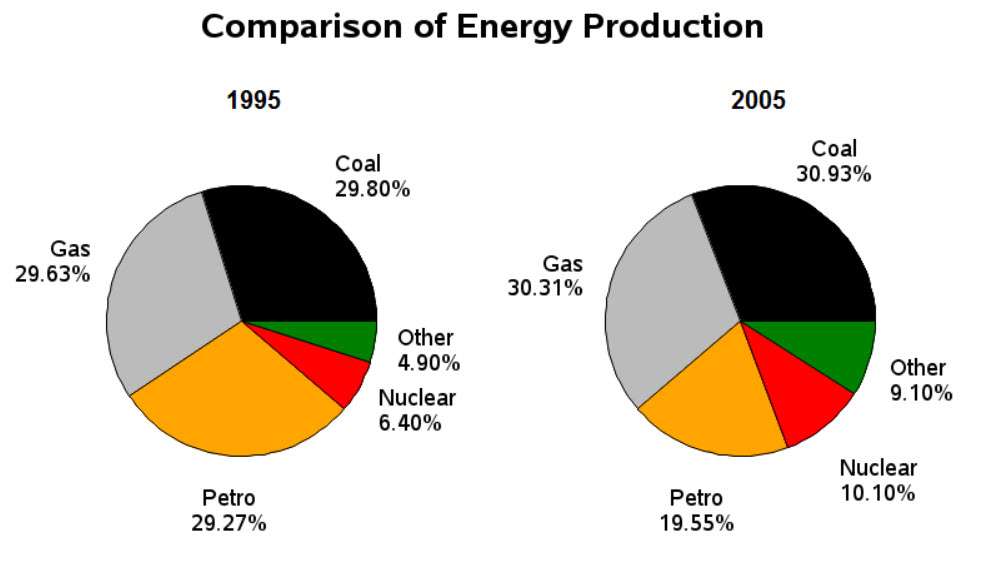 Comparison of Energy Production
1995
Coal
29.80%
Gas
29.63%
Other
4.90%
Nuclear
6.40%
Petro
29.27%
2005
Coal
30.93%
Gas
30.31%
Other
9.10%
Nuclear
10.10%
Petro
19.55%